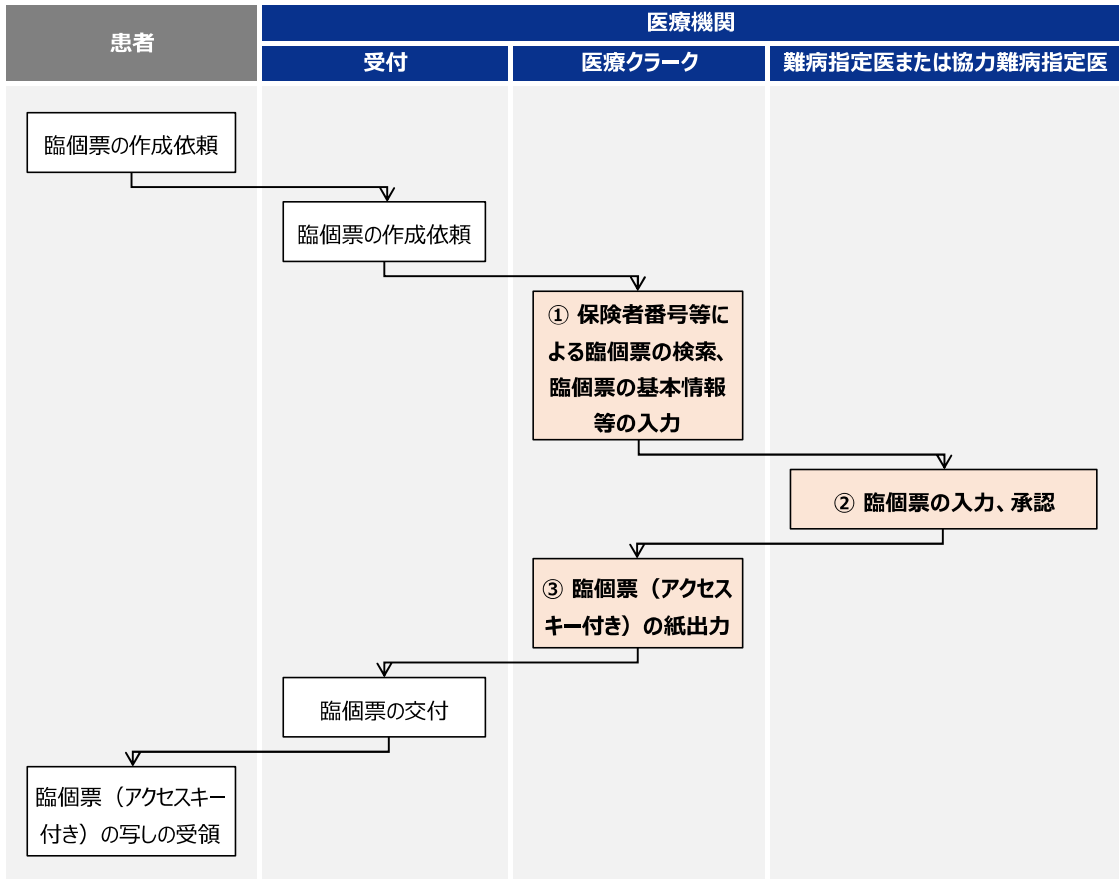 患者
医療機関
受付
医療クラーク
難病指定医または協力難病指定医
臨個票の作成依頼
臨個票の作成依頼
① 保険者番号等に
よる臨個票の検索、
臨個票の基本情報
等の入力
② 臨個票の入力、承認
③ 臨個票（アクセス
キー付き）の紙出力
臨個票の交付
臨個票（アクセスキー
付き）の写しの受領